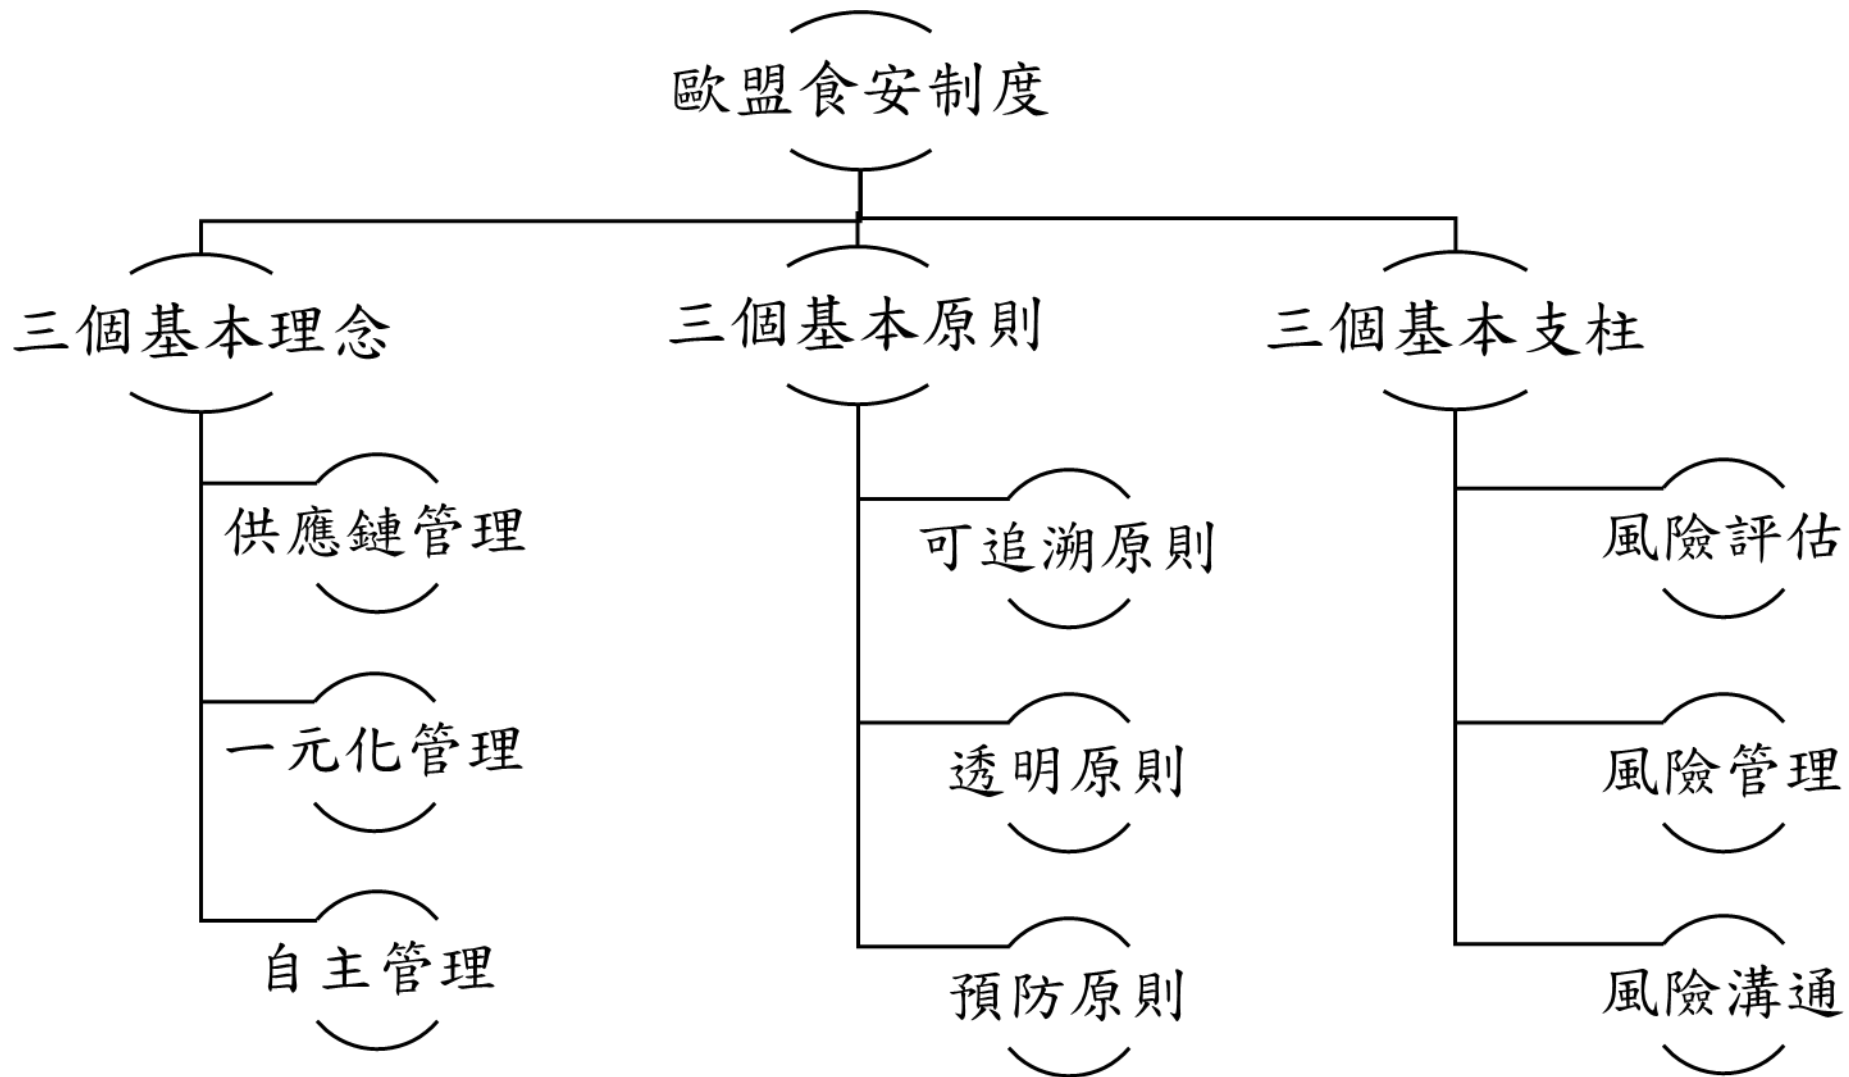 歐盟食安制度
三個基本理念
供應鏈管理
一元化管理
自主管理
三個基本原則
可追溯原則
透明原則
預防原則
三個基本支柱
風險評估
風險管理
風險溝通